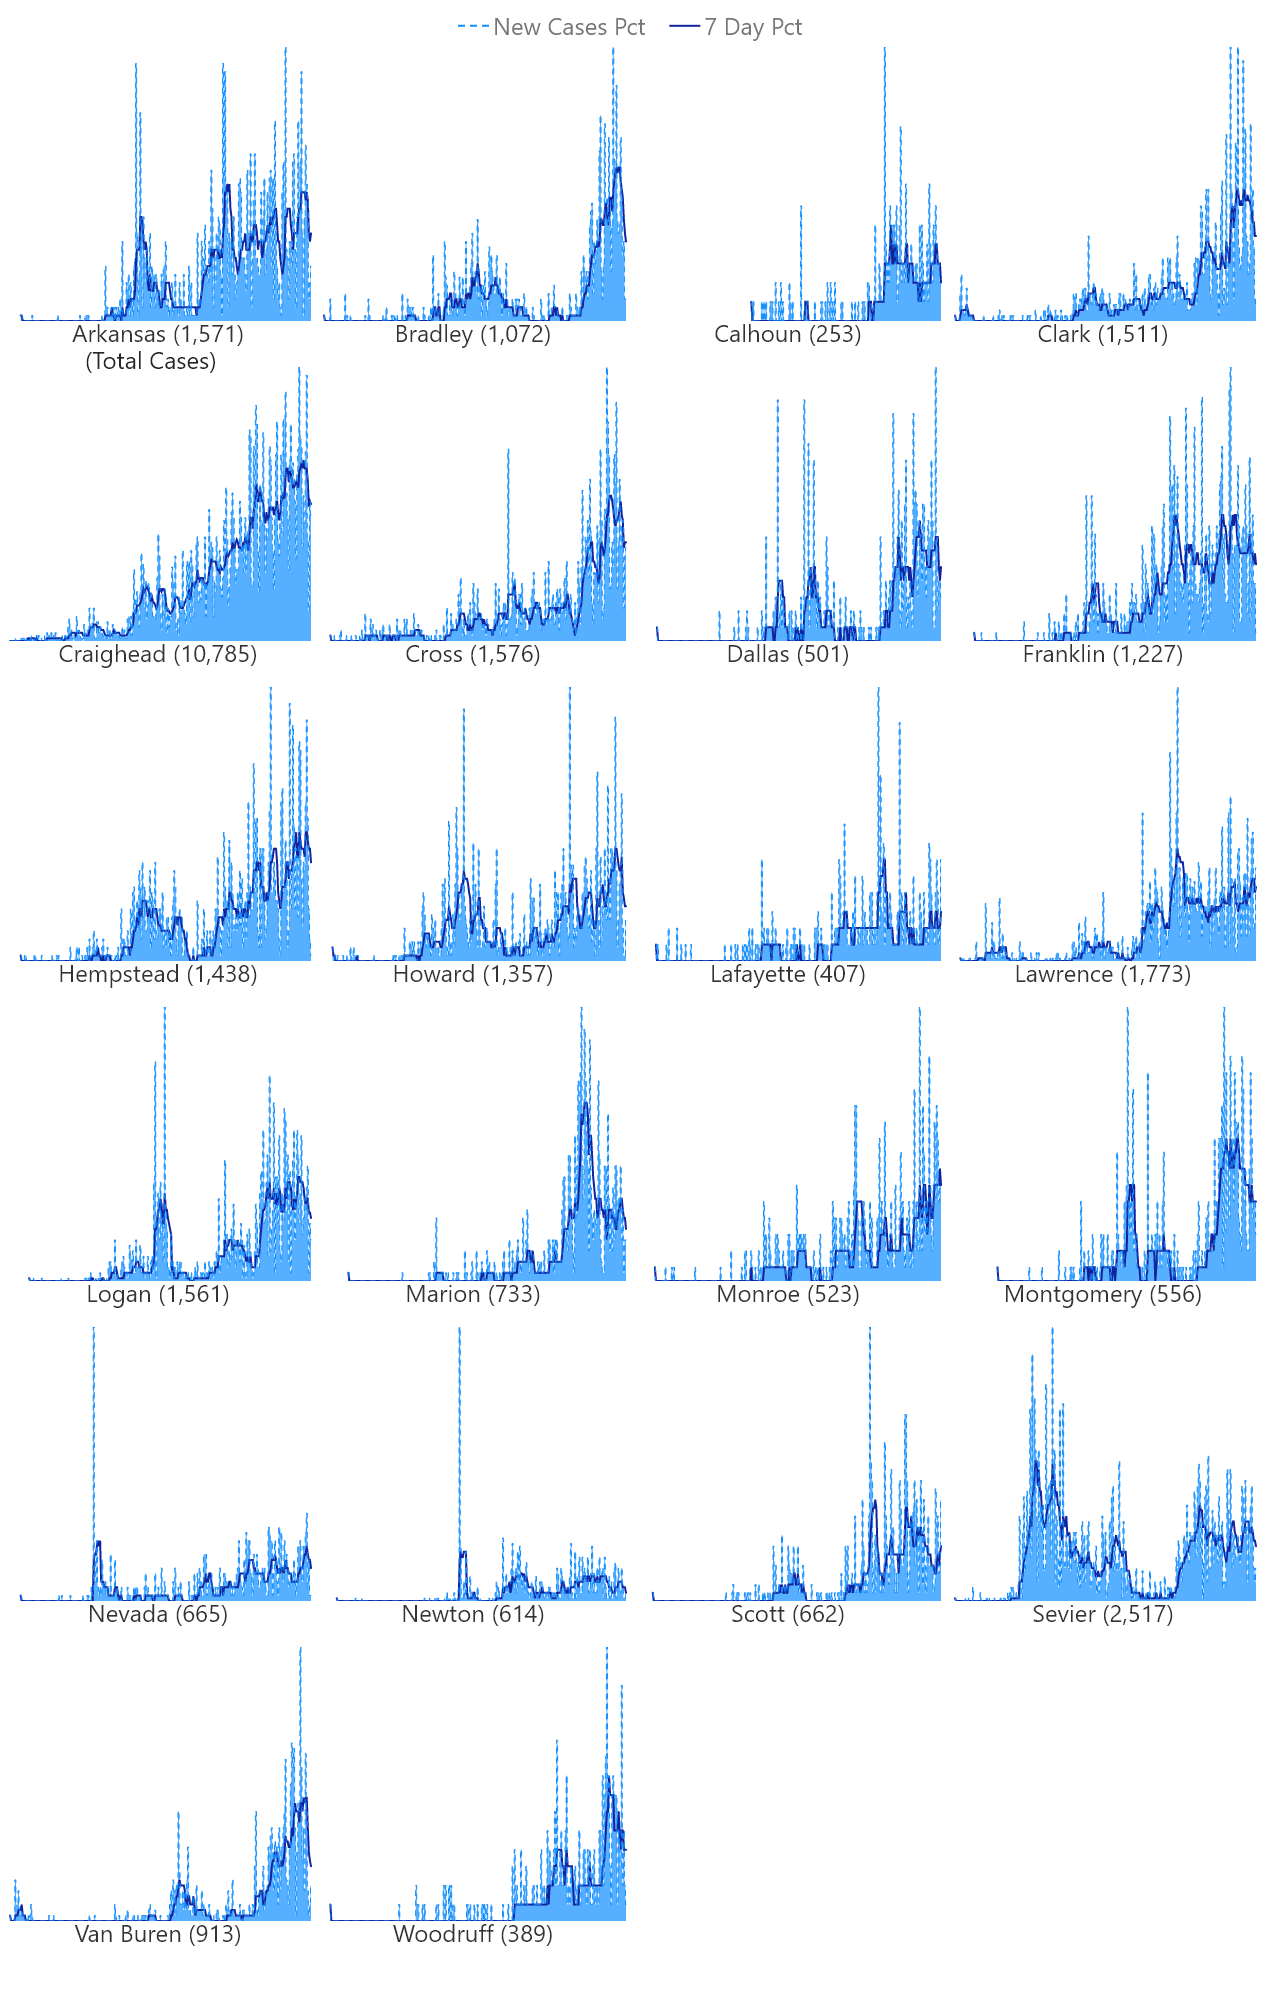 New Cases Pct 7 Day Pct
Arkansas (1,571) Bradley (1,072) Calhoun (253) Clark (1,511)
(Total Cases)
Craighead (10,785) Cross (1,576) Dallas (501) Franklin (1,227)
Hempstead (1,438) Howard (1,357) Lafayette (407) Lawrence (1,773)
Logan (1,561) Marion (733) Monroe (523) Montgomery (556)
Nevada (665) Newton (614) Scott (662) Sevier (2,517)
Van Buren (913) Woodruff (389)